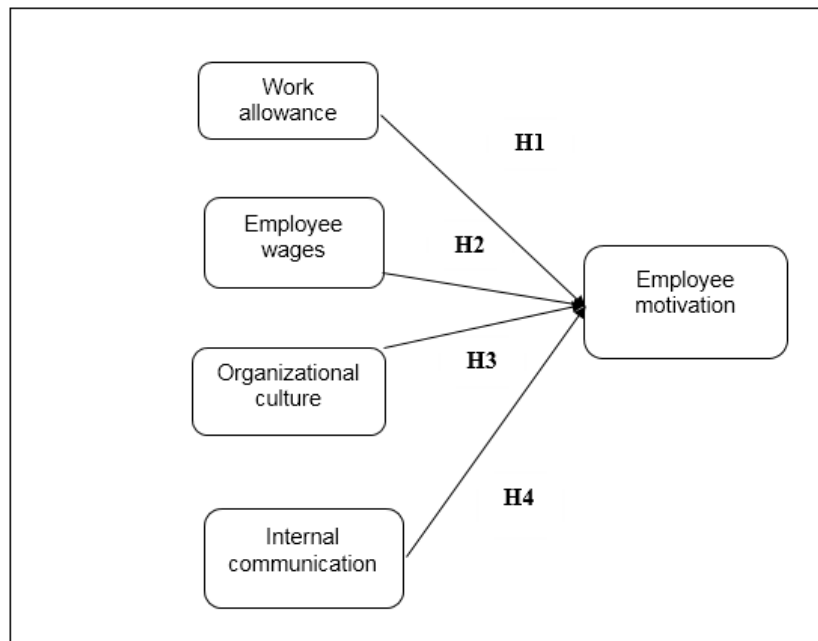 Work
allowance
H1
Employee
wages
H2
Employee
motivation
Organizational
culture
H3
Internal
communication
H4